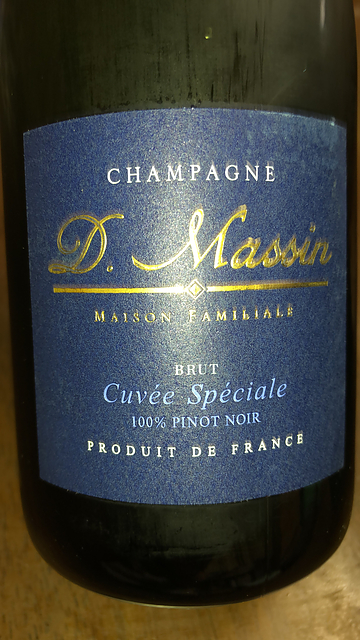 CHAMPAGNE
D. Massin
MAISON FAMILIALE
BRUT
Cuvée Spéciale
100% PINOT NOIR
PRODUIT DE FRANCE